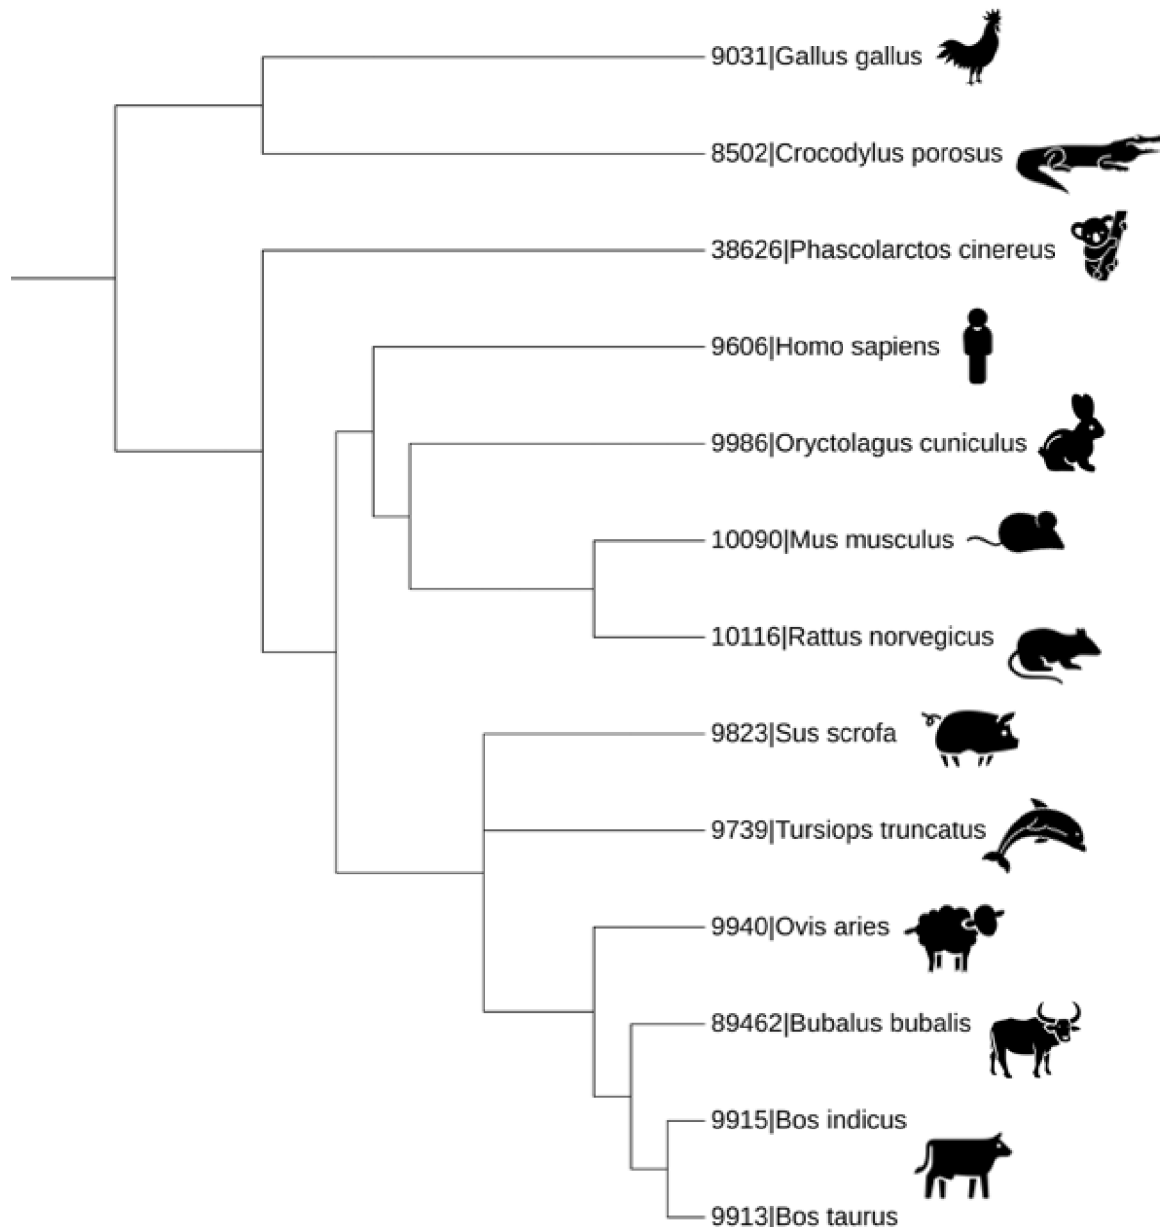 9031|Gallus gallus
8502|Crocodylus porosus
38626|Phascolarctos cinereus
9606|Homo sapiens
9986|Oryctolagus cuniculus
10090|Mus musculus
10116|Rattus norvegicus
9823|Sus scrofa
9739|Tursiops truncatus
9940|Ovis aries
89462|Bubalus bubalis
9915|Bos indicus
9913|Bos taurus